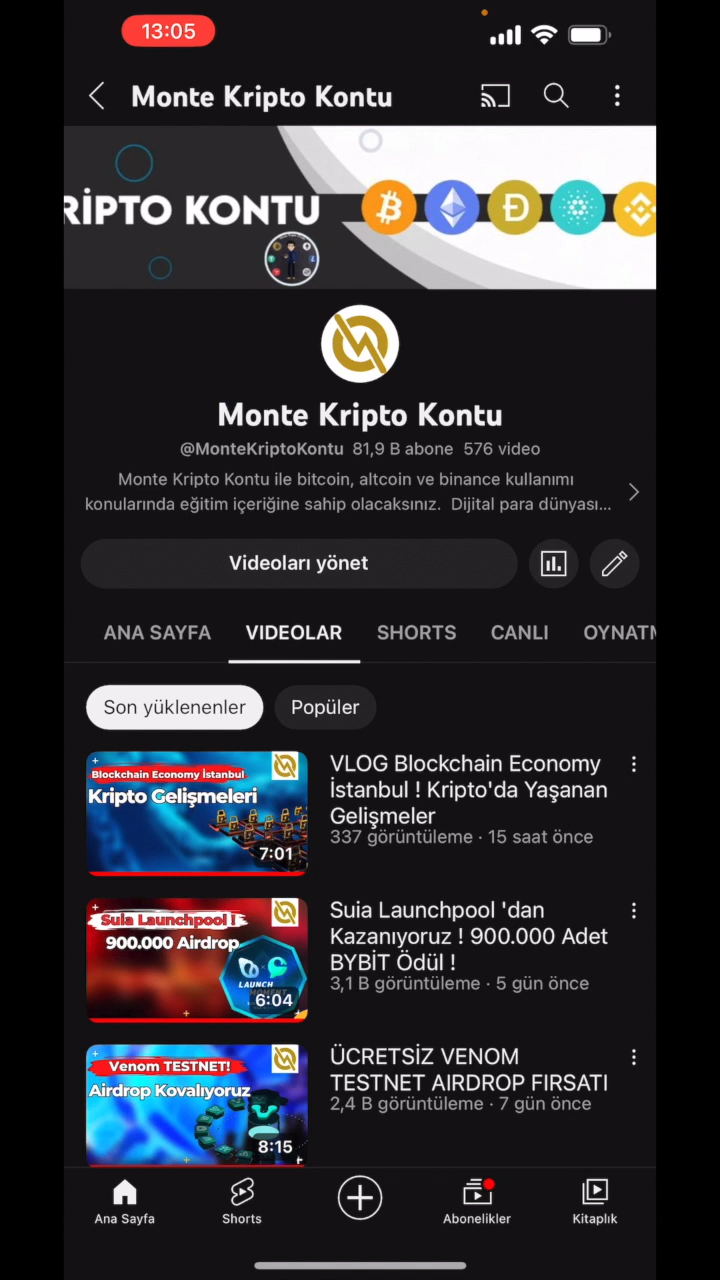 13:05
Monte Kripto Kontu
RİPTO KONTU
Monte Kripto Kontu
@MonteKriptoKontu 81,9 B abone 576 video
Monte Kripto Kontu ile bitcoin, altcoin ve binance kullanımı
konularında eğitim içeriğine sahip olacaksınız. Dijital para dünyası...
Videoları yönet
ANA SAYFA VIDEOLAR SHORTS CANLI OYNATM
Son yüklenenler Popüler
Blockchain Economy İstanbul
Kripto Gelişmeleri
7:01
VLOG Blockchain Economy
İstanbul ! Kripto'da Yaşanan
Gelişmeler
337 görüntüleme · 15 saat önce
Suia Launchpool !
900.000 Airdrop
LAUNCH
6:04
Suia Launchpool 'dan
Kazanıyoruz ! 900.000 Adet
BYBİT Ödül !
3,1 B görüntüleme · 5 gün önce
Venom TESTNET!
Airdrop Kovalıyoruz
8:15
ÜCRETSİZ VENOM
TESTNET AIRDROP FIRSATI
2,4 B görüntüleme · 7 gün önce
Ana Sayfa Shorts Abonelikler Kitaplık